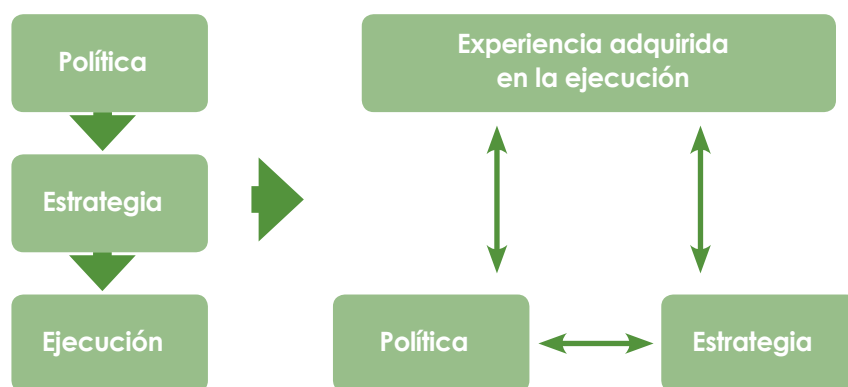 Política
Estrategia
Ejecución
Experiencia adquirida
en la ejecución
Política
Estrategia